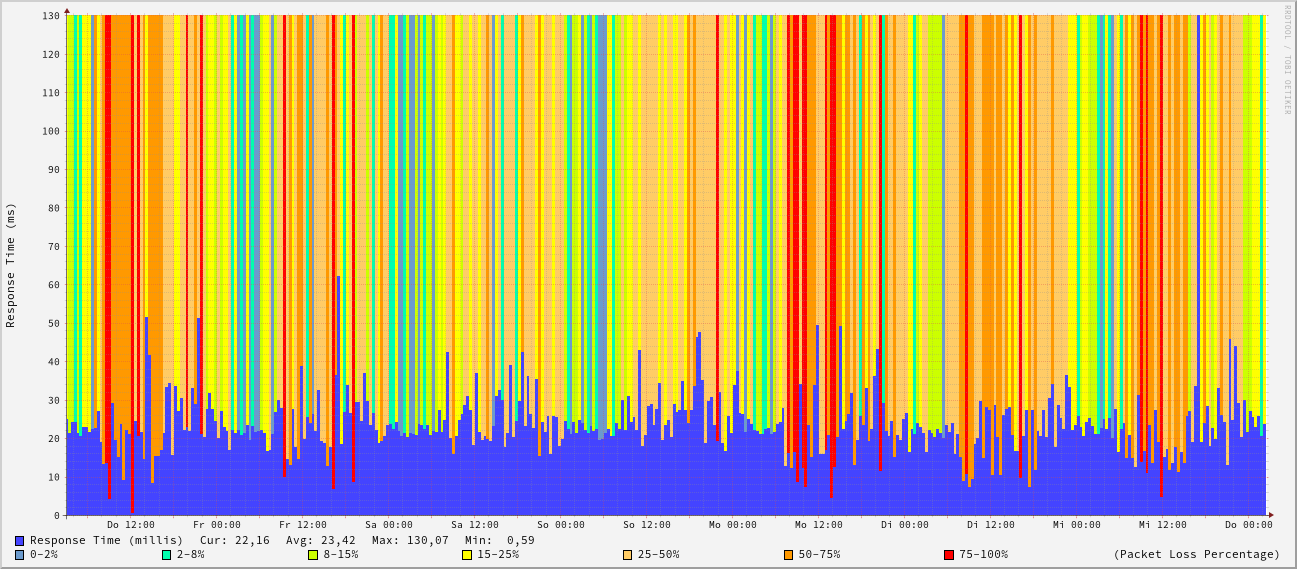 RRDTOOL / TOBI OETIKER
Response Time (ms)
130
120
110
100
90
80
70
60
50
40
30
20
10
0
Do 12:00 Fr 00:00 Fr 12:00 Sa 00:00 Sa 12:00 So 00:00 So 12:00 Mo 00:00 Mo 12:00 Di 00:00 Di 12:00 Mi 00:00 Mi 12:00 Do 00:00
Response Time (millis) Cur: 22,16 Avg: 23,42 Max: 130,07 Min: 0,59
0-2% 2-8% 8-15% 15-25% 25-50% 50-75% 75-100% (Packet Loss Percentage)